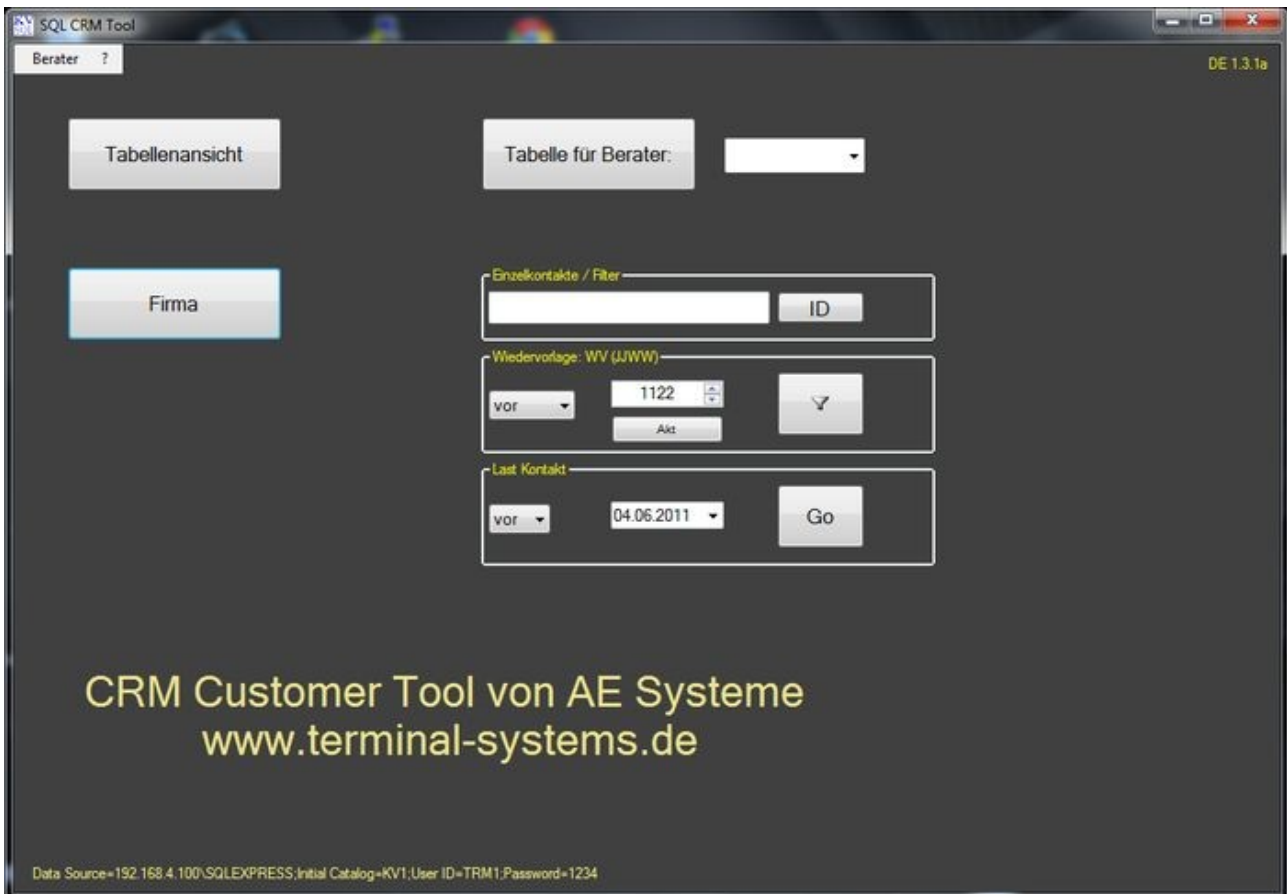 SQL CRM Tool
Berater ?
DE 1.3.1a
Tabellenansicht
Tabelle für Berater:
Firma
Einzelkontakte / Filter
ID
Wiedervorlage: WV (JJWW)
vor
1122
Akt
Last Kontakt
vor
04.06.2011
Go
CRM Customer Tool von AE Systeme
www.terminal-systems.de
Data Source=192.168.4.100\SQLEXPRESS;Initial Catalog=KV1;User ID=TRM1;Password=1234